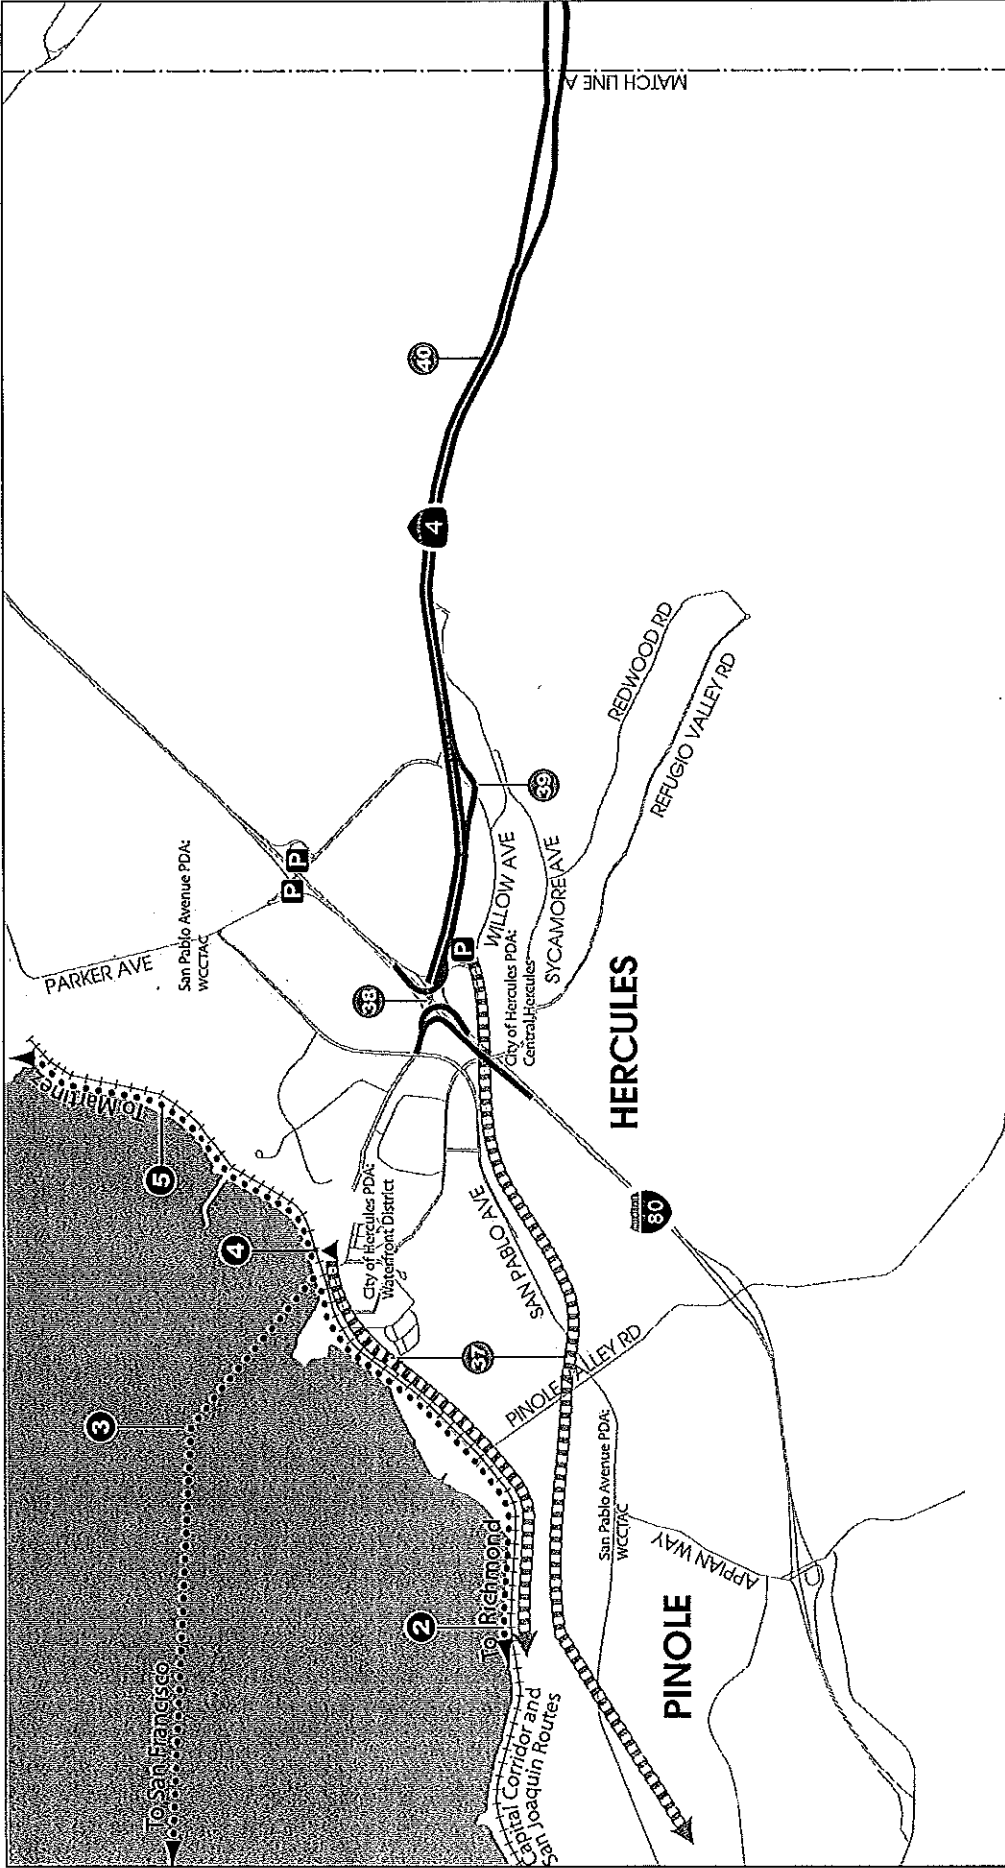 To San Francisco
3
To Martinez
5
4
2
To Richmond
Capital Corridor and
San Joaquin Routes
City of Hercules PDA:
Waterfront District
37
PINOLE VALLEY RD
SAN PABLO AVE
San Pablo Avenue PDA:
WCCTAC
APPIAN WAY
PINOLE
80
HERCULES
PARKER AVE
San Pablo Avenue PDA:
WCCTAC
P
P
P
38
City of Hercules PDA:
Central Hercules
WILLOW AVE
SYCAMORE AVE
39
REDWOOD RD
REFUGIO VALLEY RD
4
40
MATCH LINE A